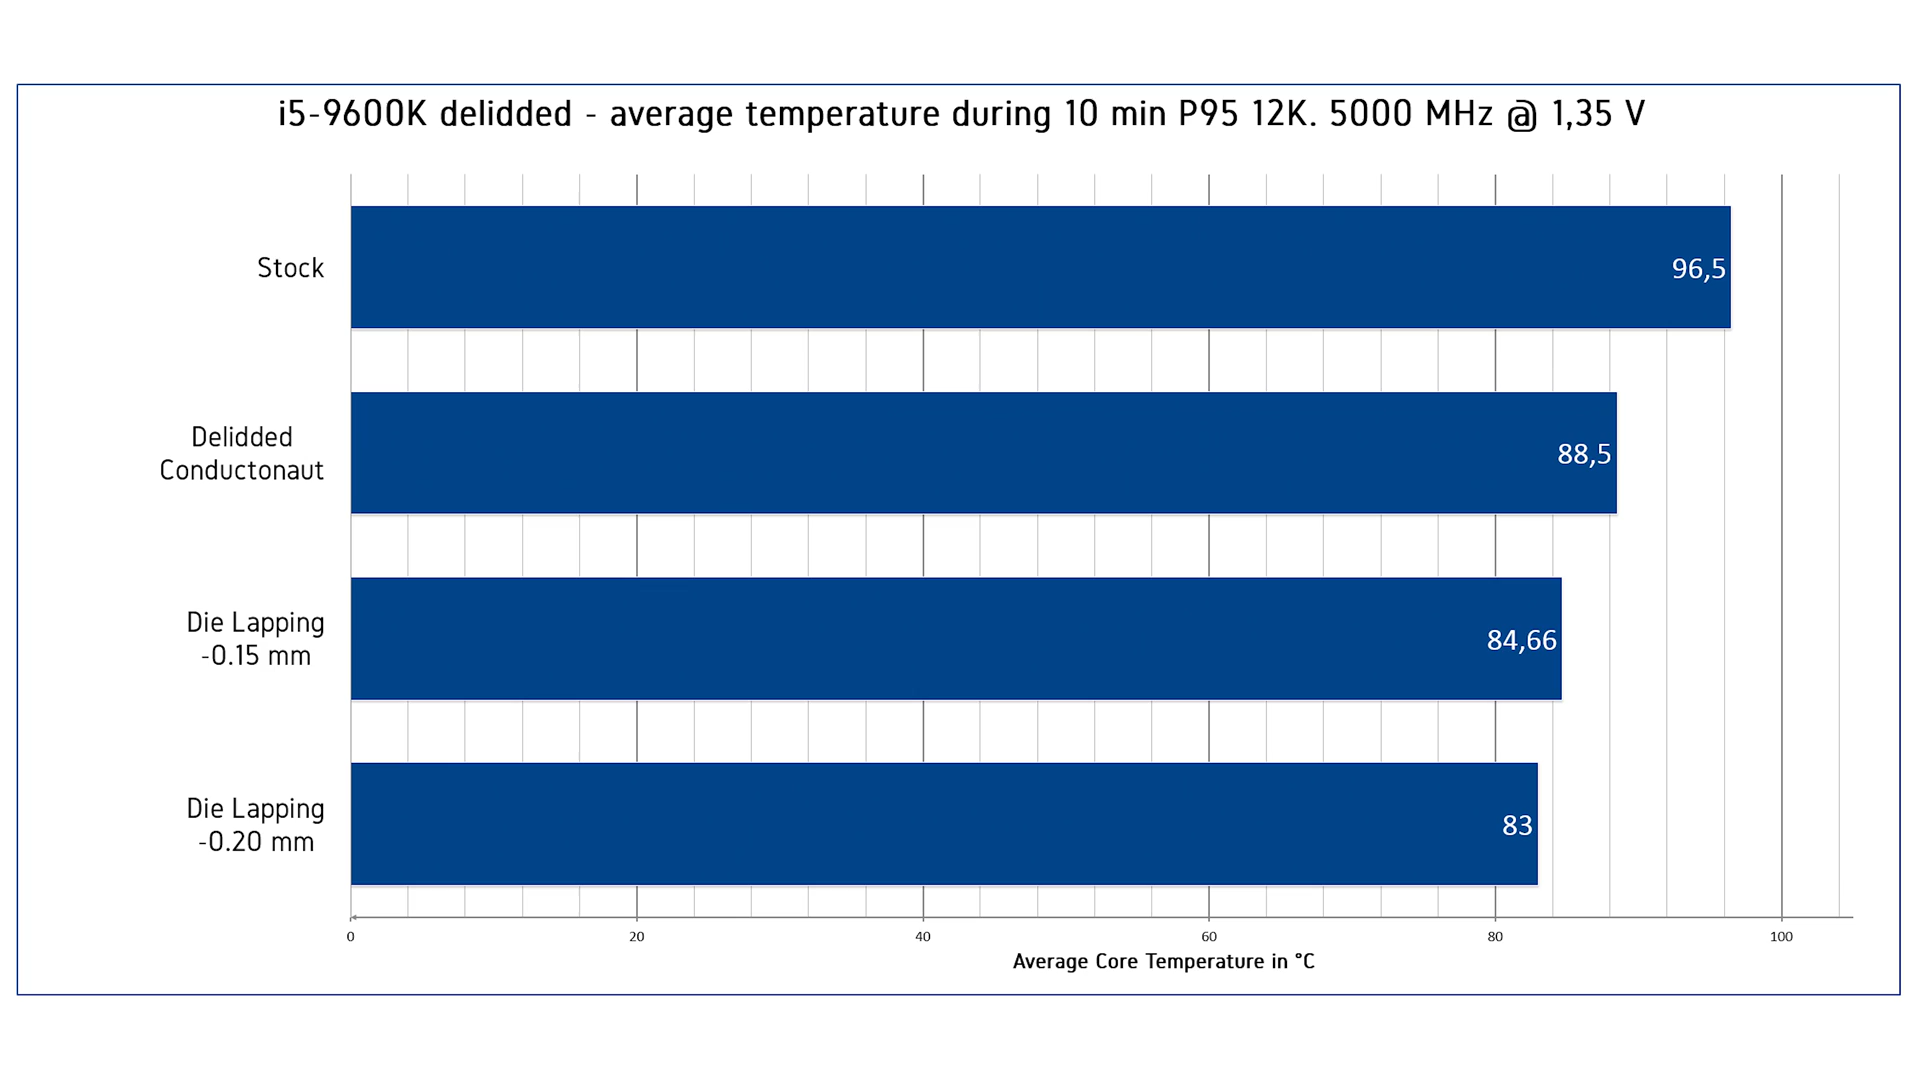 i5-9600K delidded - average temperature during 10 min P95 12K. 5000 MHz @ 1,35 V
Stock
96,5
Delidded
Conductonaut
88,5
Die Lapping
-0.15 mm
84,66
Die Lapping
-0.20 mm
83
0 20 40 60 80 100
Average Core Temperature in °C